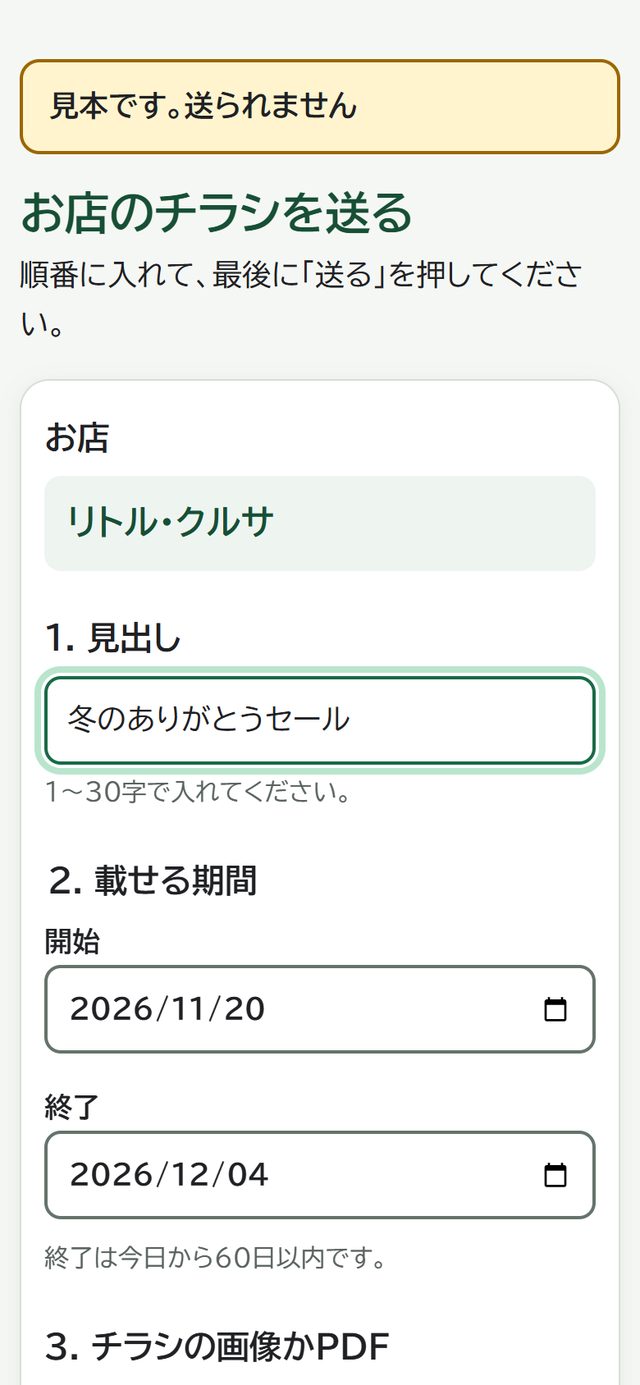 見本です。送られません
お店のチラシを送る
順番に入れて、最後に「送る」を押してくださ
い。
お店
リトル・クルサ
1. 見出し
冬のありがとうセール
1〜30字で入れてください。
2. 載せる期間
開始
2026/11/20
終了
2026/12/04
終了は今日から60日以内です。
3. チラシの画像かPDF